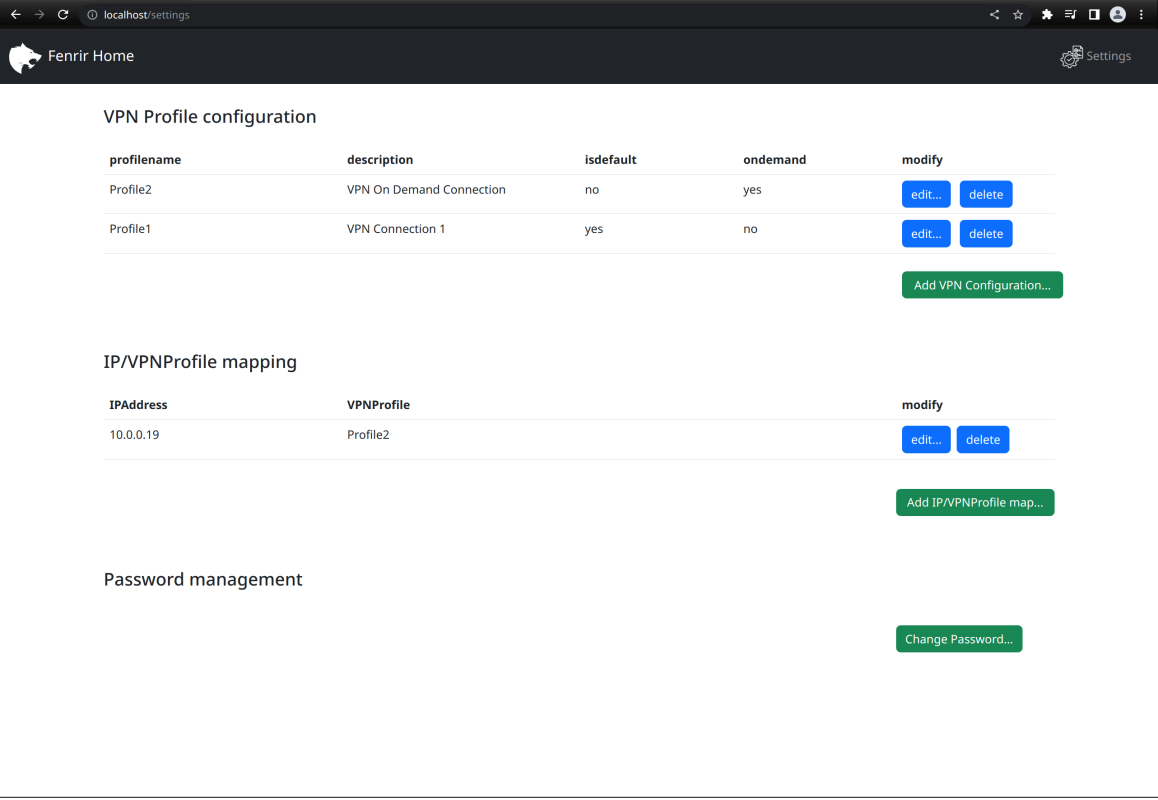 localhost/settings
Fenrir Home
Settings
VPN Profile configuration
profilename description isdefault ondemand modify
Profile2 VPN On Demand Connection no yes edit... delete
Profile1 VPN Connection 1 yes no edit... delete
Add VPN Configuration...
IP/VPNProfile mapping
IPAddress VPNProfile modify
10.0.0.19 Profile2 edit... delete
Add IP/VPNProfile map...
Password management
Change Password...